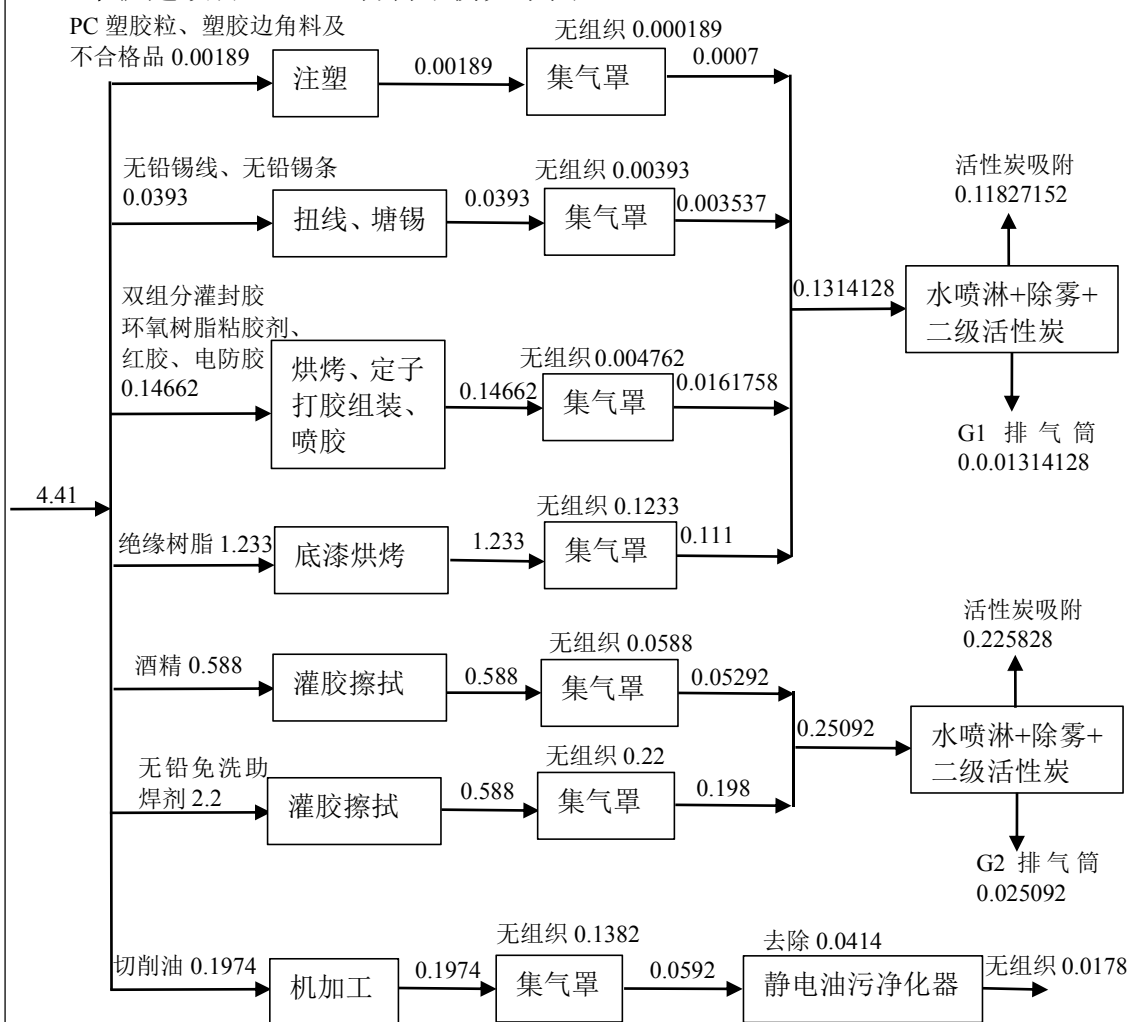 PC 塑胶粒、塑胶边角料及
不合格品 0.00189
注塑
0.00189
无组织 0.000189
集气罩
0.0007
无铅锡线、无铅锡条
0.0393
扭线、塘锡
0.0393
无组织 0.00393
集气罩
0.003537
双组分灌封胶
环氧树脂粘胶剂、
红胶、电防胶
0.14662
烘烤、定子
打胶组装、
喷胶
0.14662
无组织 0.004762
集气罩
0.0161758
0.1314128
活性炭吸附
0.11827152
水喷淋+除雾+
二级活性炭
G1 排气筒
0.0.01314128
4.41
绝缘树脂 1.233
底漆烘烤
1.233
无组织 0.1233
集气罩
0.111
酒精 0.588
灌胶擦拭
0.588
无组织 0.0588
集气罩
0.05292
无铅免洗助
焊剂 2.2
灌胶擦拭
0.588
无组织 0.22
集气罩
0.198
0.25092
活性炭吸附
0.225828
水喷淋+除雾+
二级活性炭
G2 排气筒
0.025092
切削油 0.1974
机加工
0.1974
无组织 0.1382
集气罩
0.0592
去除 0.0414
静电油污净化器
无组织 0.0178